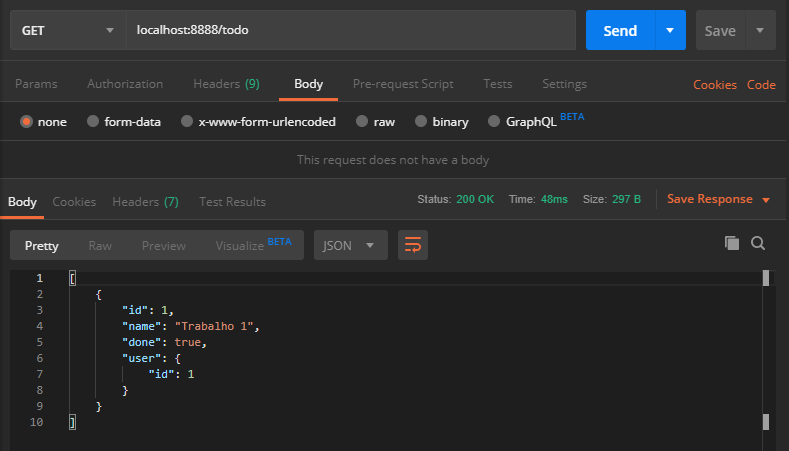 GET localhost:8888/todo Send Save
Params Authorization Headers (9) Body Pre-request Script Tests Settings Cookies Code
none form-data x-www-form-urlencoded raw binary GraphQL BETA
This request does not have a body
Body Cookies Headers (7) Test Results Status: 200 OK Time: 48ms Size: 297 B Save Response
Pretty Raw Preview Visualize BETA JSON
1 [
2 {
3 "id": 1,
4 "name": "Trabalho 1",
5 "done": true,
6 "user": {
7 "id": 1
8 }
9 }
10 ]